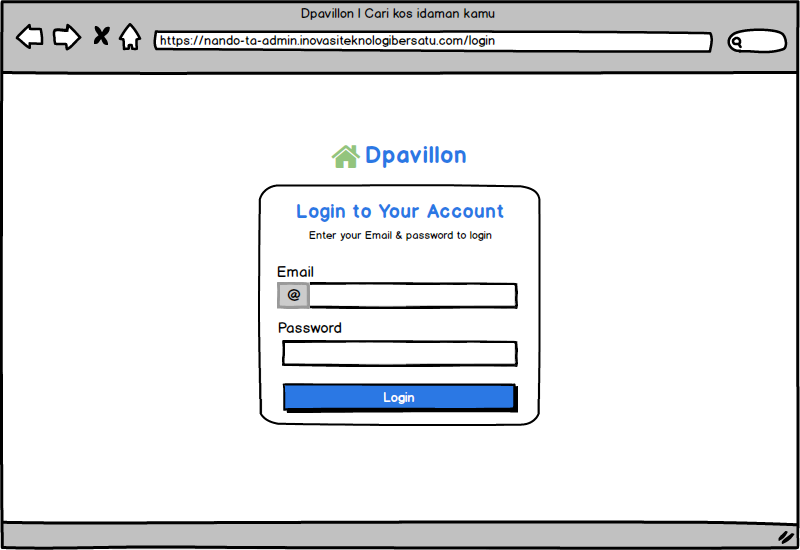 Dpavillon | Cari kos idaman kamu
https://nando-ta-admin.inovasiteknologibersatu.com/login
Dpavillon
Login to Your Account
Enter your Email & password to login
Email
@
Password
Login